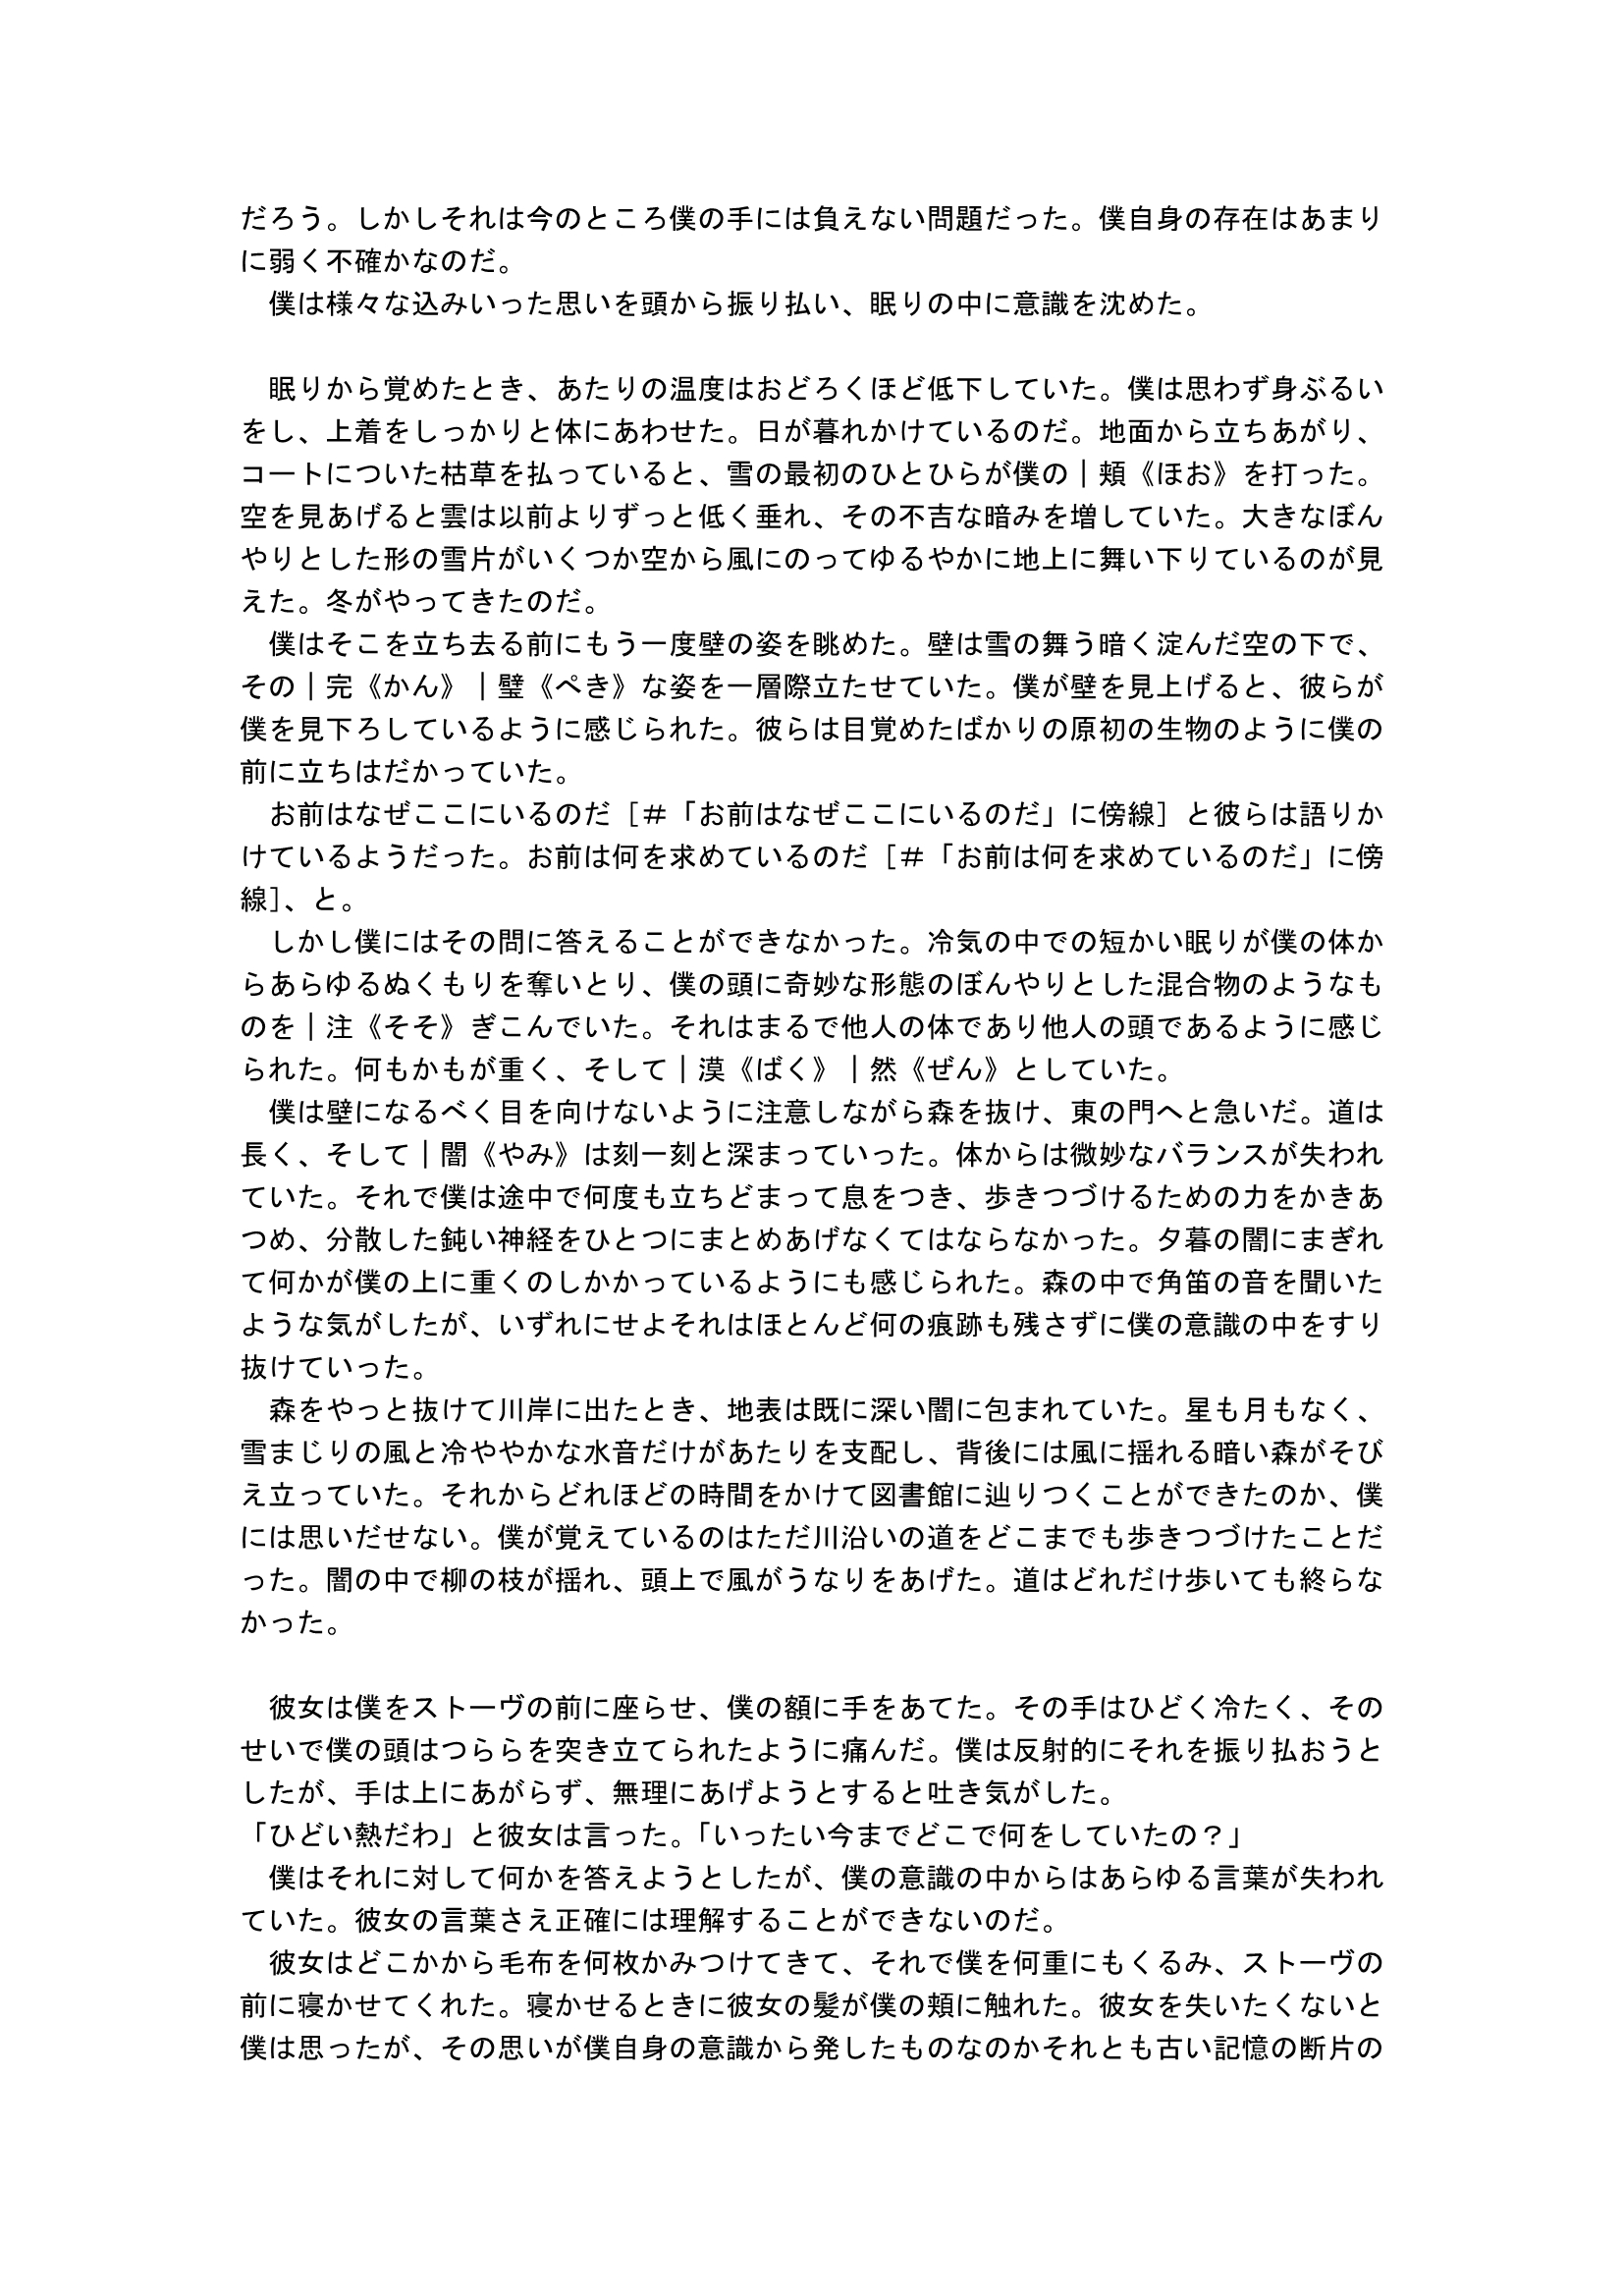 だろう。しかしそれは今のところ僕の手には負えない問題だった。僕自身の存在はあまり
に弱く不確かなのだ。
　僕は様々な込みいった思いを頭から振り払い、眠りの中に意識を沈めた。

　眠りから覚めたとき、あたりの温度はおどろくほど低下していた。僕は思わず身ぶるい
をし、上着をしっかりと体にあわせた。日が暮れかけているのだ。地面から立ちあがり、
コートについた枯草を払っていると、雪の最初のひとひらが僕の｜頬《ほお》を打った。
空を見あげると雲は以前よりずっと低く垂れ、その不吉な暗みを増していた。大きなぼん
やりとした形の雪片がいくつか空から風にのってゆるやかに地上に舞い下りているのが見
えた。冬がやってきたのだ。
　僕はそこを立ち去る前にもう一度壁の姿を眺めた。壁は雪の舞う暗く淀んだ空の下で、
その｜完《かん》｜璧《ぺき》な姿を一層際立たせていた。僕が壁を見上げると、彼らが
僕を見下ろしているように感じられた。彼らは目覚めたばかりの原初の生物のように僕の
前に立ちはだかっていた。
　お前はなぜここにいるのだ［＃「お前はなぜここにいるのだ」に傍線］と彼らは語りか
けているようだった。お前は何を求めているのだ［＃「お前は何を求めているのだ」に傍
線］、と。
　しかし僕にはその問に答えることができなかった。冷気の中での短かい眠りが僕の体か
らあらゆるぬくもりを奪いとり、僕の頭に奇妙な形態のぼんやりとした混合物のようなも
のを｜注《そそ》ぎこんでいた。それはまるで他人の体であり他人の頭であるように感じ
られた。何もかもが重く、そして｜漠《ばく》｜然《ぜん》としていた。
　僕は壁になるべく目を向けないように注意しながら森を抜け、東の門へと急いだ。道は
長く、そして｜闇《やみ》は刻一刻と深まっていった。体からは微妙なバランスが失われ
ていた。それで僕は途中で何度も立ちどまって息をつき、歩きつづけるための力をかきあ
つめ、分散した鈍い神経をひとつにまとめあげなくてはならなかった。夕暮の闇にまぎれ
て何かが僕の上に重くのしかかっているようにも感じられた。森の中で角笛の音を聞いた
ような気がしたが、いずれにせよそれはほとんど何の痕跡も残さずに僕の意識の中をすり
抜けていった。
　森をやっと抜けて川岸に出たとき、地表は既に深い闇に包まれていた。星も月もなく、
雪まじりの風と冷ややかな水音だけがあたりを支配し、背後には風に揺れる暗い森がそび
え立っていた。それからどれほどの時間をかけて図書館に辿りつくことができたのか、僕
には思いだせない。僕が覚えているのはただ川沿いの道をどこまでも歩きつづけたことだ
った。闇の中で柳の枝が揺れ、頭上で風がうなりをあげた。道はどれだけ歩いても終らな
かった。

　彼女は僕をストーヴの前に座らせ、僕の額に手をあてた。その手はひどく冷たく、その
せいで僕の頭はつららを突き立てられたように痛んだ。僕は反射的にそれを振り払おうと
したが、手は上にあがらず、無理にあげようとすると吐き気がした。
「ひどい熱だわ」と彼女は言った。「いったい今までどこで何をしていたの？」
　僕はそれに対して何かを答えようとしたが、僕の意識の中からはあらゆる言葉が失われ
ていた。彼女の言葉さえ正確には理解することができないのだ。
　彼女はどこかから毛布を何枚かみつけてきて、それで僕を何重にもくるみ、ストーヴの
前に寝かせてくれた。寝かせるときに彼女の髪が僕の頬に触れた。彼女を失いたくないと
僕は思ったが、その思いが僕自身の意識から発したものなのかそれとも古い記憶の断片の